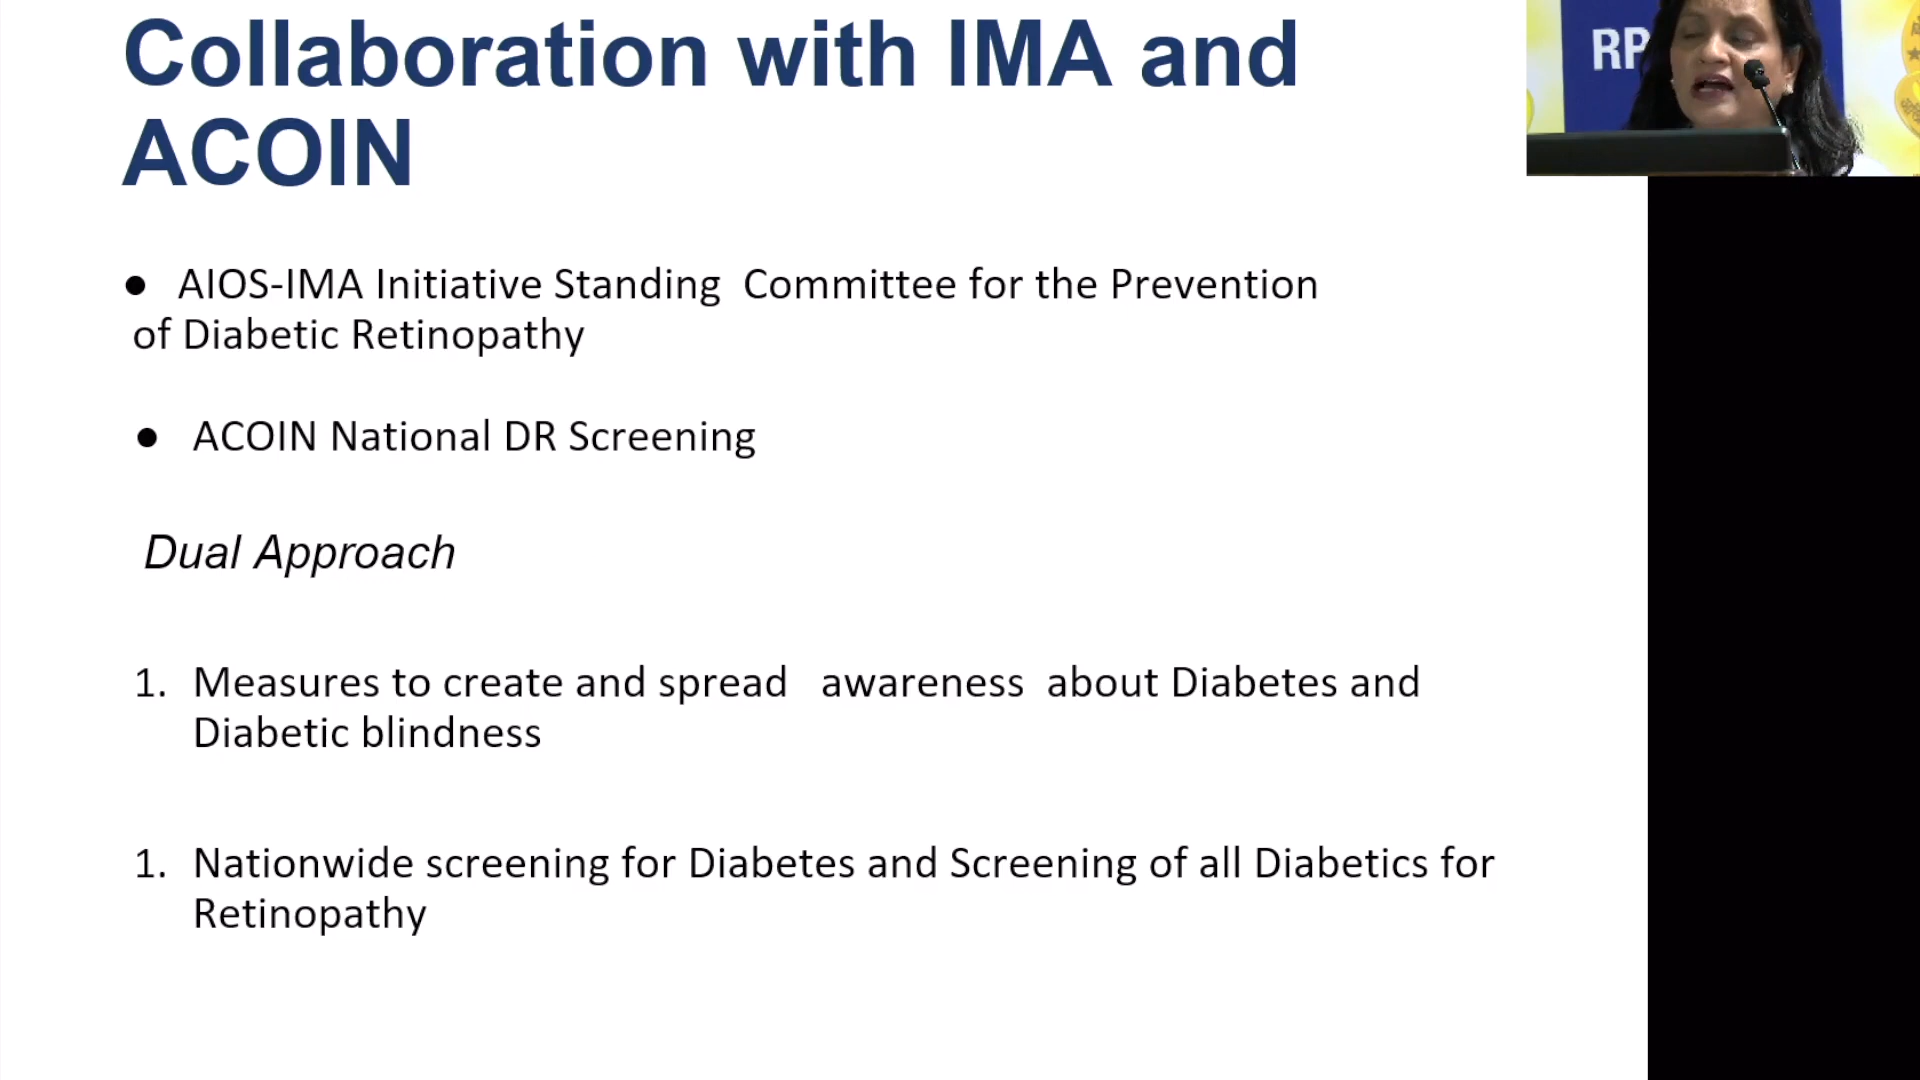 Collaboration with IMA and
ACOIN
RP
● AIOS-IMA Initiative Standing Committee for the Prevention
of Diabetic Retinopathy
● ACOIN National DR Screening
Dual Approach
1. Measures to create and spread awareness about Diabetes and
Diabetic blindness
1. Nationwide screening for Diabetes and Screening of all Diabetics for
Retinopathy